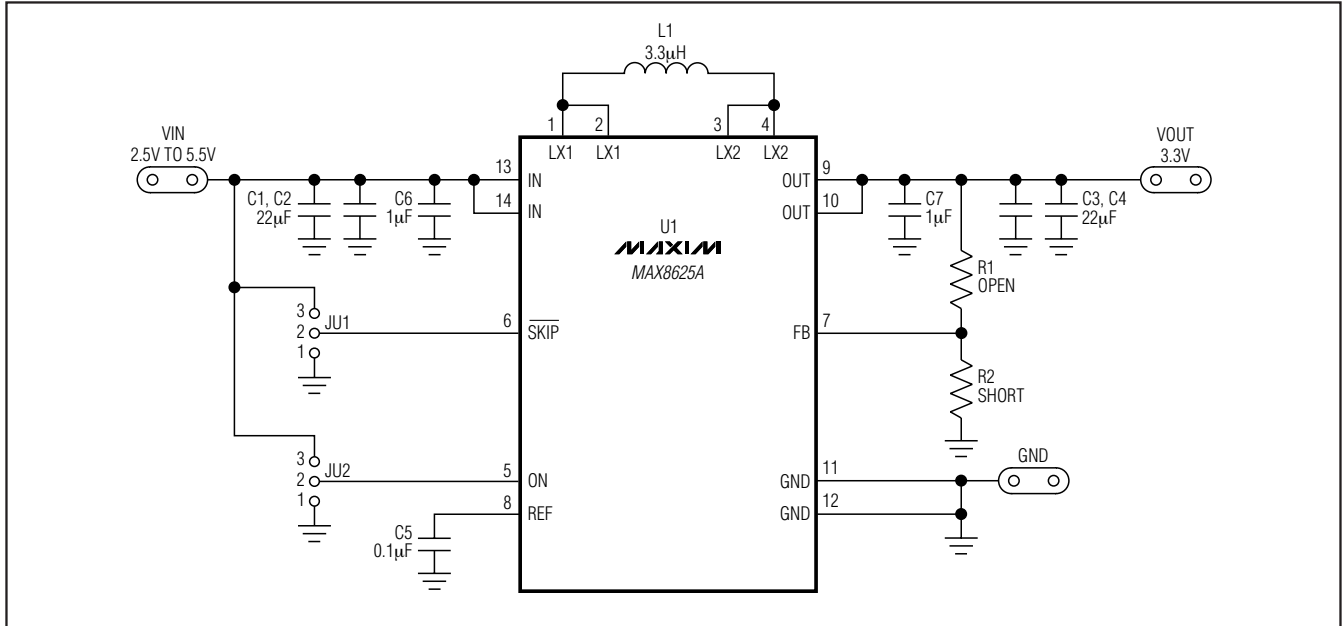 L1
3.3μH
1 2 3 4
LX1 LX1 LX2 LX2
VIN
2.5V TO 5.5V
C1, C2
22μF
C6
1μF
13 IN
14 IN
U1
MAXIM
MAX8625A
OUT 9
OUT 10
C7
1μF
C3, C4
22μF
VOUT
3.3V
R1
OPEN
3
2 JU1
1
6 SKIP
FB 7
R2
SHORT
3
2 JU2
1
5 ON
8 REF
C5
0.1μF
GND 11
GND 12
GND